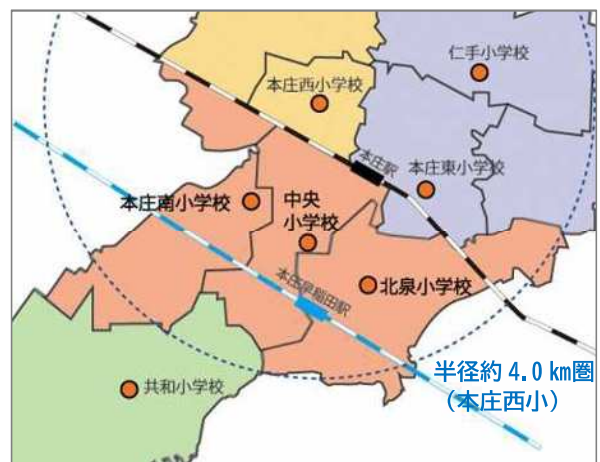 仁手小学校
本庄西小学校
本庄駅
本庄東小学校
本庄南小学校
中央
小学校
本庄早稲田駅
北泉小学校
半径約 4.0 km圏
(本庄西小)
共和小学校